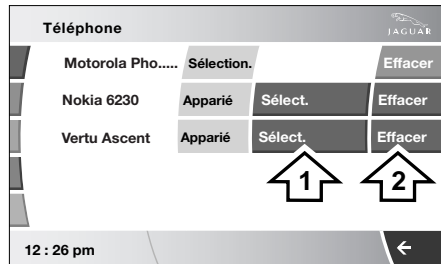 Téléphone
JAGUAR
Motorola Pho..... Sélection. Effacer
Nokia 6230 Apparié Sélect. Effacer
Vertu Ascent Apparié Sélect. Effacer
1 2
12 : 26 pm